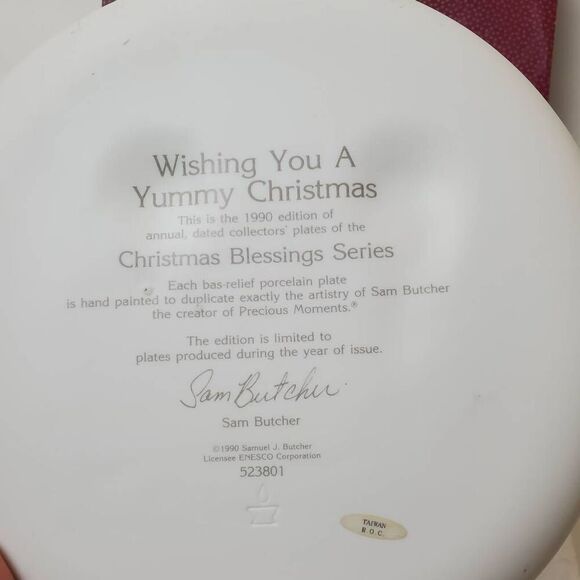 Wishing You A
Yummy Christmas
This is the 1990 edition of
annual, dated collectors' plates of the
Christmas Blessings Series
Each bas-relief porcelain plate
is hand painted to duplicate exactly the artistry of Sam Butcher
the creator of Precious Moments.®
The edition is limited to
plates produced during the year of issue.
Sam Butcher
Sam Butcher
©1990 Samuel J. Butcher
Licensee ENESCO Corporation
523801
TAIWAN
R.O.C.